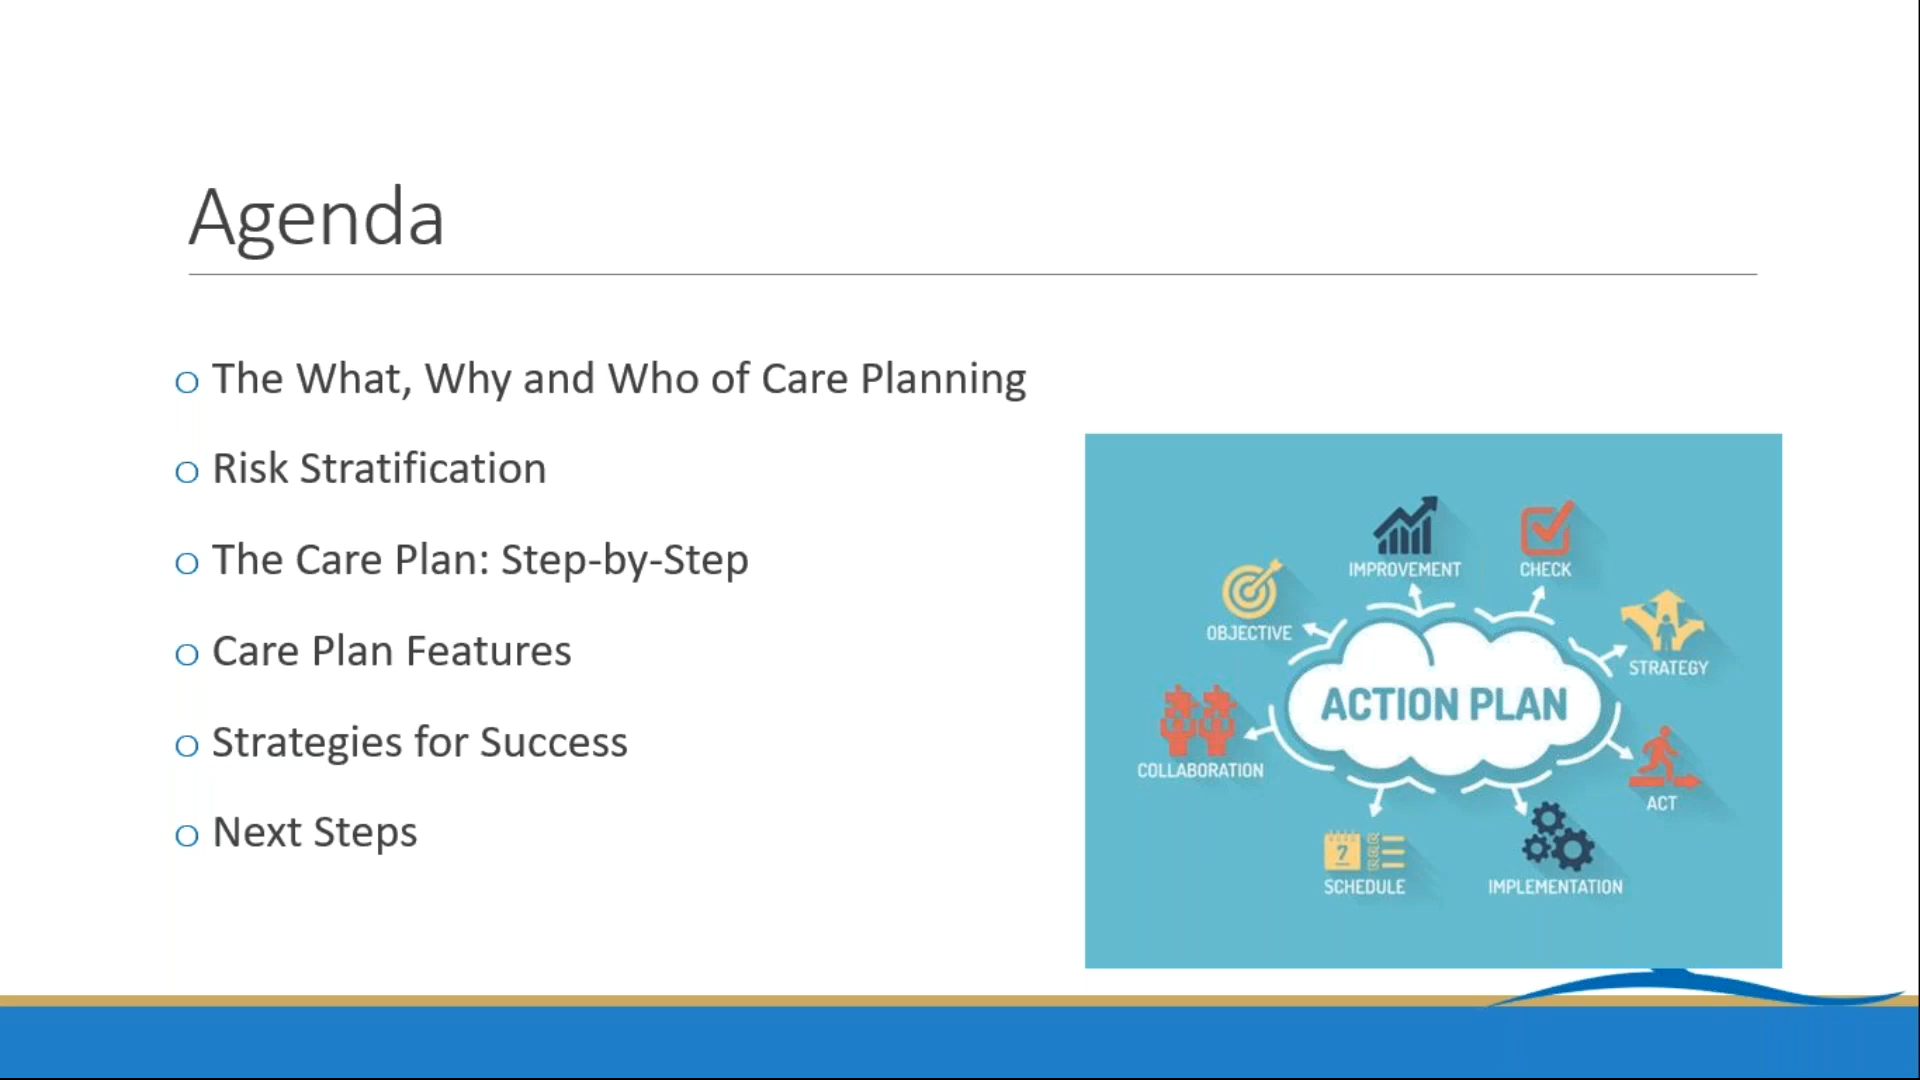 Agenda
The What, Why and Who of Care Planning
Risk Stratification
The Care Plan: Step-by-Step
Care Plan Features
Strategies for Success
Next Steps
IMPROVEMENT
CHECK
OBJECTIVE
STRATEGY
ACTION PLAN
COLLABORATION
ACT
7
SCHEDULE
IMPLEMENTATION